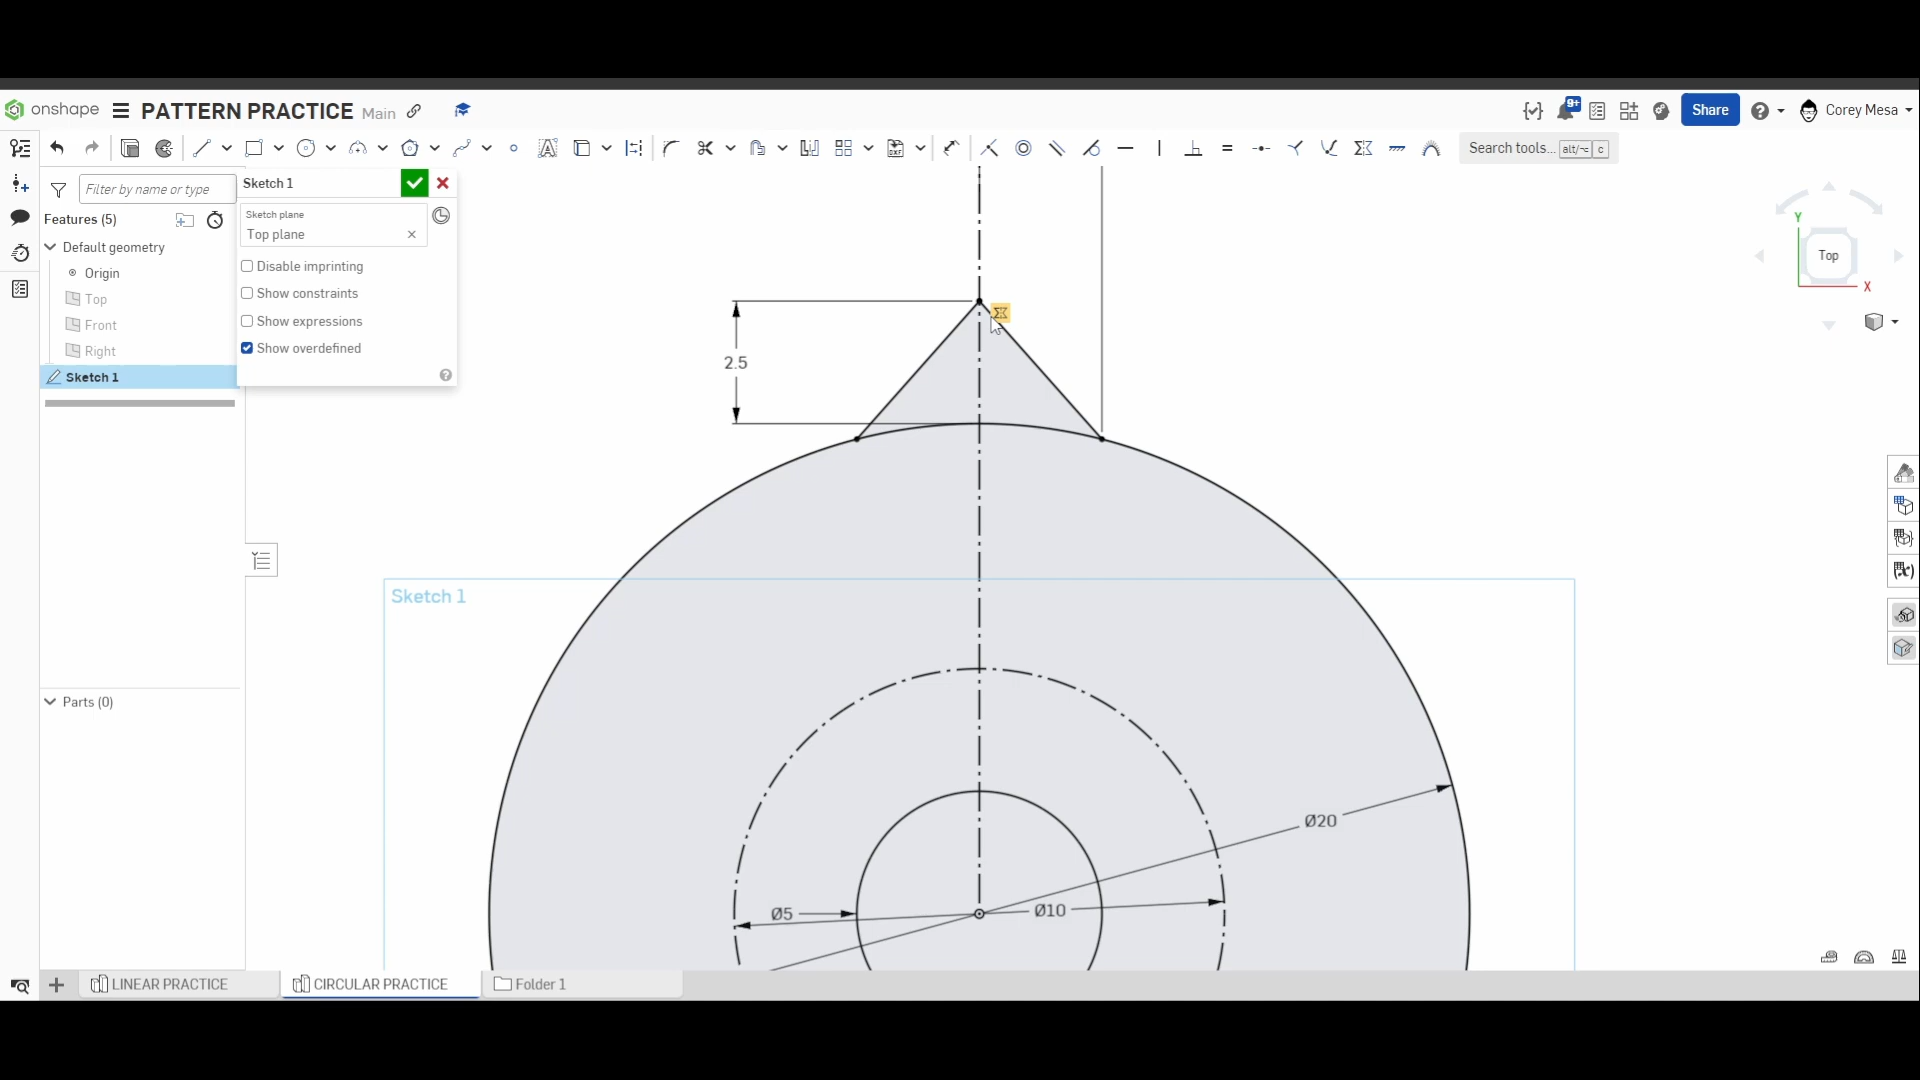 onshape PATTERN PRACTICE Main
9+ Share Corey Mesa
Search tools... alt/⌥ c
Filter by name or type
Sketch 1
Features (5)
Sketch plane
Top plane
Default geometry
Origin
Top
Front
Right
Sketch 1
Disable imprinting
Show constraints
Show expressions
Show overdefined
Parts (0)
2.5
Sketch 1
Ø20
Ø5
Ø10
Y
Top
X
(x)
LINEAR PRACTICE
CIRCULAR PRACTICE
Folder 1